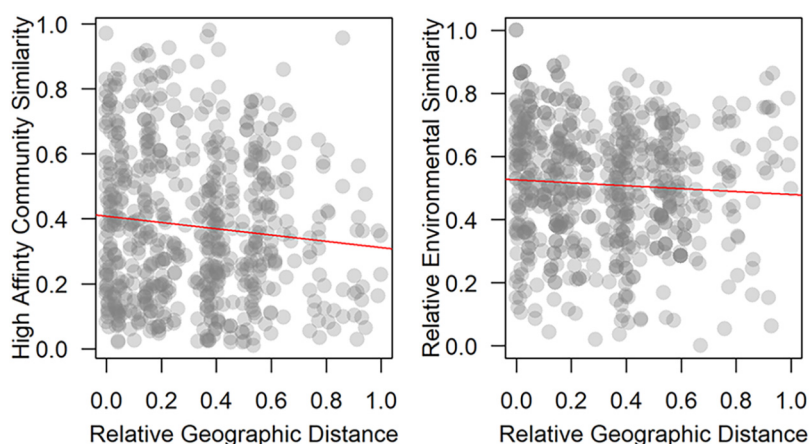 High Affinty Community Similarity
1.0
0.8
0.6
0.4
0.2
0.0
0.0 0.2 0.4 0.6 0.8 1.0
Relative Geographic Distance
Relative Environmental Similarity
1.0
0.8
0.6
0.4
0.2
0.0
0.0 0.2 0.4 0.6 0.8 1.0
Relative Geographic Distance